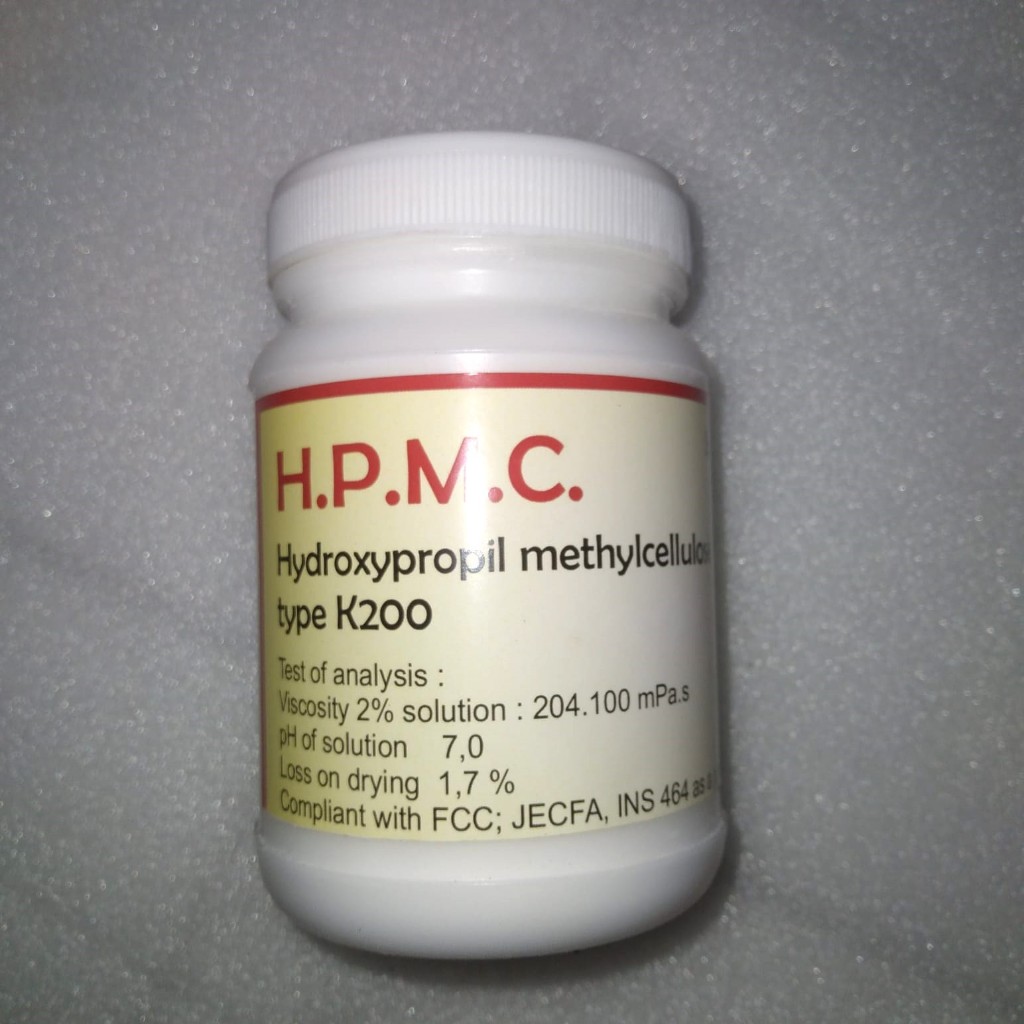 H.P.M.C.
Hydroxypropil methylcellulos
type K200
Test of analysis :
Viscosity 2% solution : 204.100 mPa.s
pH of solution 7,0
Loss on drying 1,7 %
Compliant with FCC; JECFA, INS 464 as